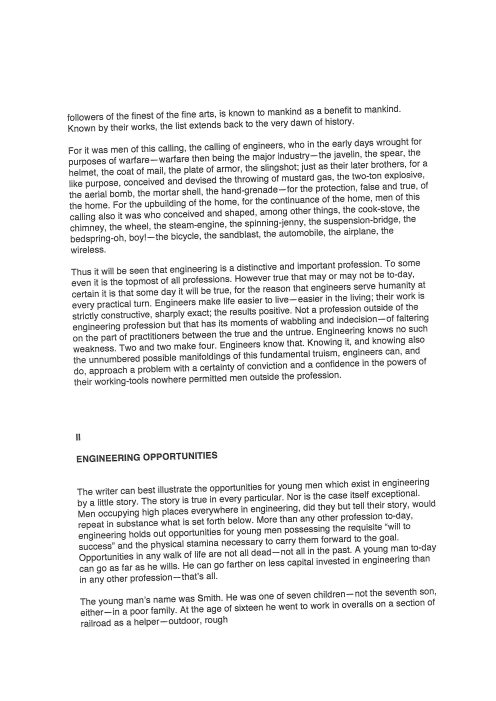 followers of the finest of the fine arts, is known to mankind as a benefit to mankind.
Known by their works, the list extends back to the very dawn of history.
For it was men of this calling, the calling of engineers, who in the early days wrought for
purposes of warfare—warfare then being the major industry—the javelin, the spear, the
helmet, the coat of mail, the plate of armor, the slingshot; just as their later brothers, for a
like purpose, conceived and devised the throwing of mustard gas, the two-ton explosive,
the aerial bomb, the mortar shell, the hand-grenade—for the protection, false and true, of
the home. For the upbuilding of the home, for the continuance of the home, men of this
calling also it was who conceived and shaped, among other things, the cook-stove, the
chimney, the wheel, the steam-engine, the spinning-jenny, the suspension-bridge, the
bedspring-oh, boy!—the bicycle, the sandblast, the automobile, the airplane, the
wireless.
Thus it will be seen that engineering is a distinctive and important profession. To some
even it is the topmost of all professions. However true that may or may not be to-day,
certain it is that some day it will be true, for the reason that engineers serve humanity at
every practical turn. Engineers make life easier to live—easier in the living; their work is
strictly constructive, sharply exact; the results positive. Not a profession outside of the
engineering profession but that has its moments of wabbling and indecision—of faltering
on the part of practitioners between the true and the untrue. Engineering knows no such
weakness. Two and two make four. Engineers know that. Knowing it, and knowing also
the unnumbered possible manifoldings of this fundamental truism, engineers can, and
do, approach a problem with a certainty of conviction and a confidence in the powers of
their working-tools nowhere permitted men outside the profession.
II
ENGINEERING OPPORTUNITIES
The writer can best illustrate the opportunities for young men which exist in engineering
by a little story. The story is true in every particular. Nor is the case itself exceptional.
Men occupying high places everywhere in engineering, did they but tell their story, would
repeat in substance what is set forth below. More than any other profession to-day,
engineering holds out opportunities for young men possessing the requisite "will to
success" and the physical stamina necessary to carry them forward to the goal.
Opportunities in any walk of life are not all dead—not all in the past. A young man to-day
can go as far as he wills. He can go farther on less capital invested in engineering than
in any other profession—that's all.
The young man's name was Smith. He was one of seven children—not the seventh son,
either—in a poor family. At the age of sixteen he went to work in overalls on a section of
railroad as a helper—outdoor, rough